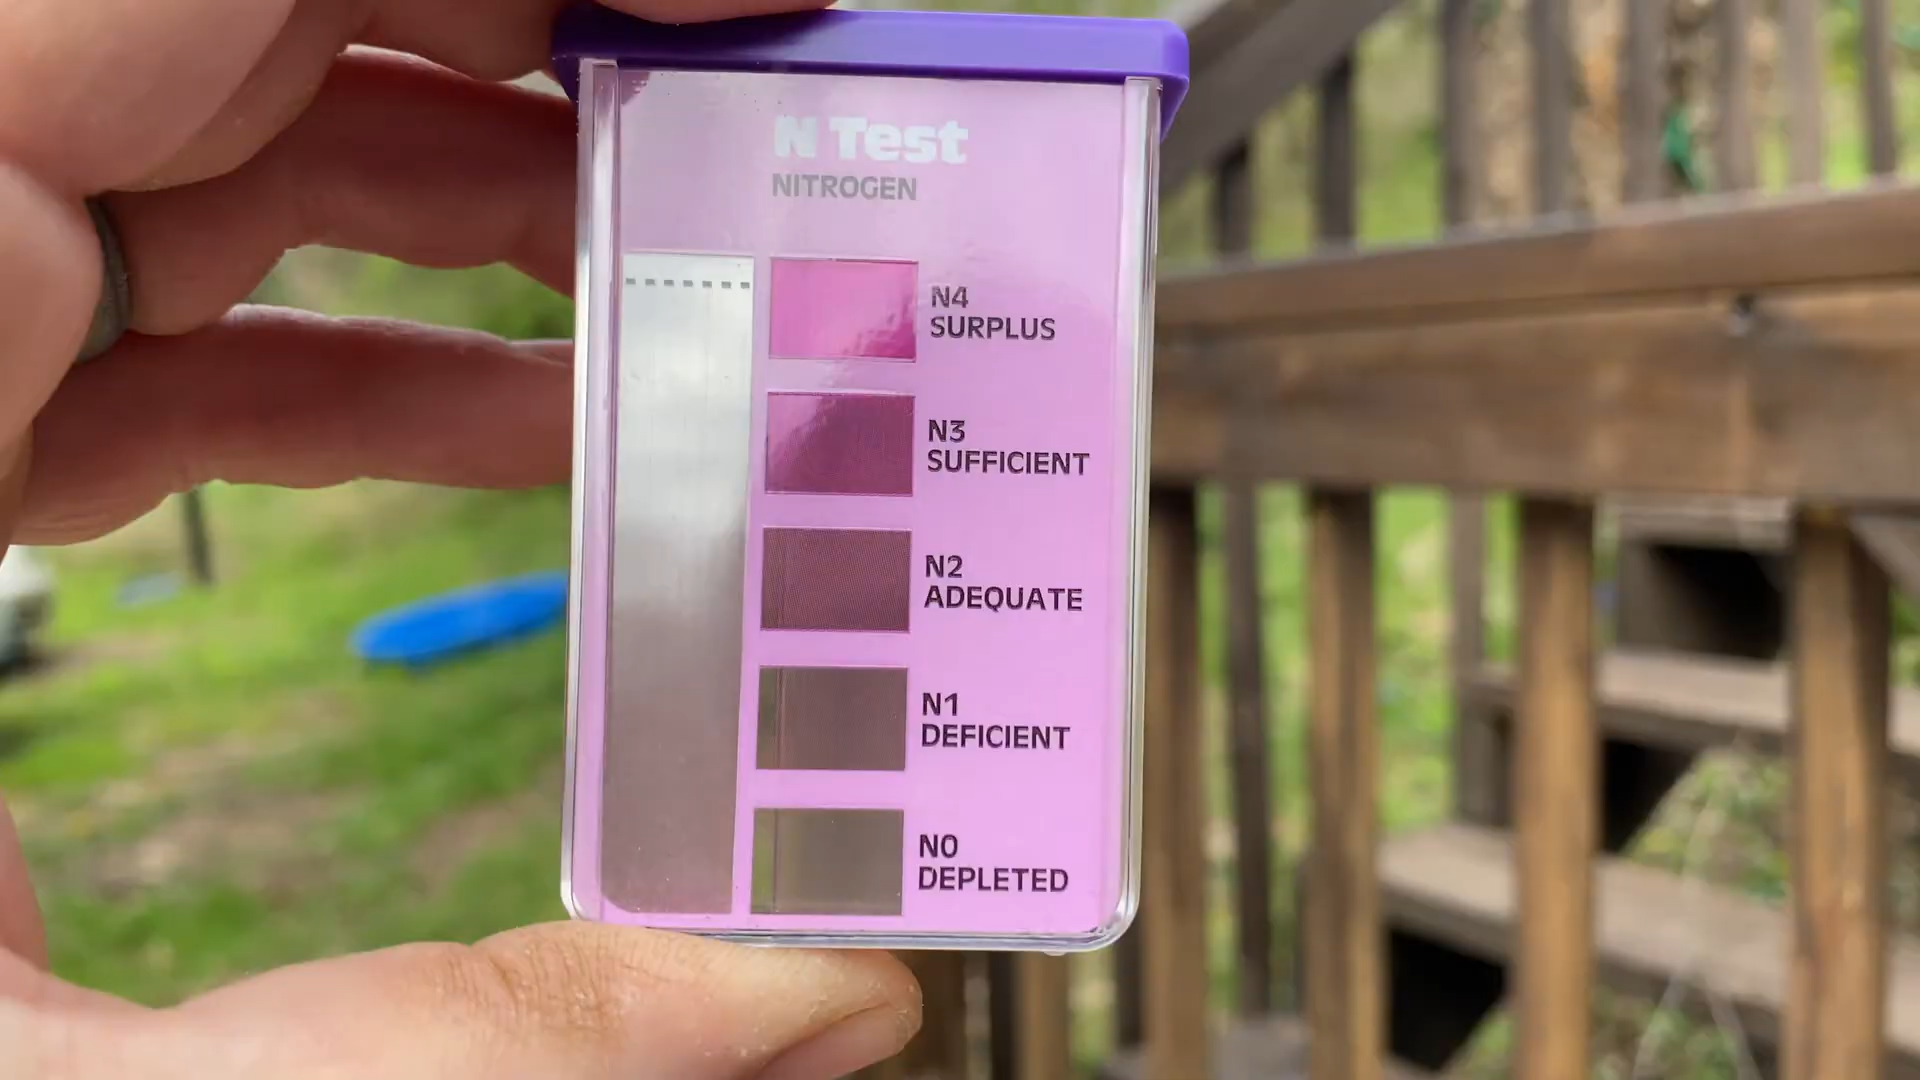 N Test
NITROGEN
N4
SURPLUS
N3
SUFFICIENT
N2
ADEQUATE
N1
DEFICIENT
N0
DEPLETED